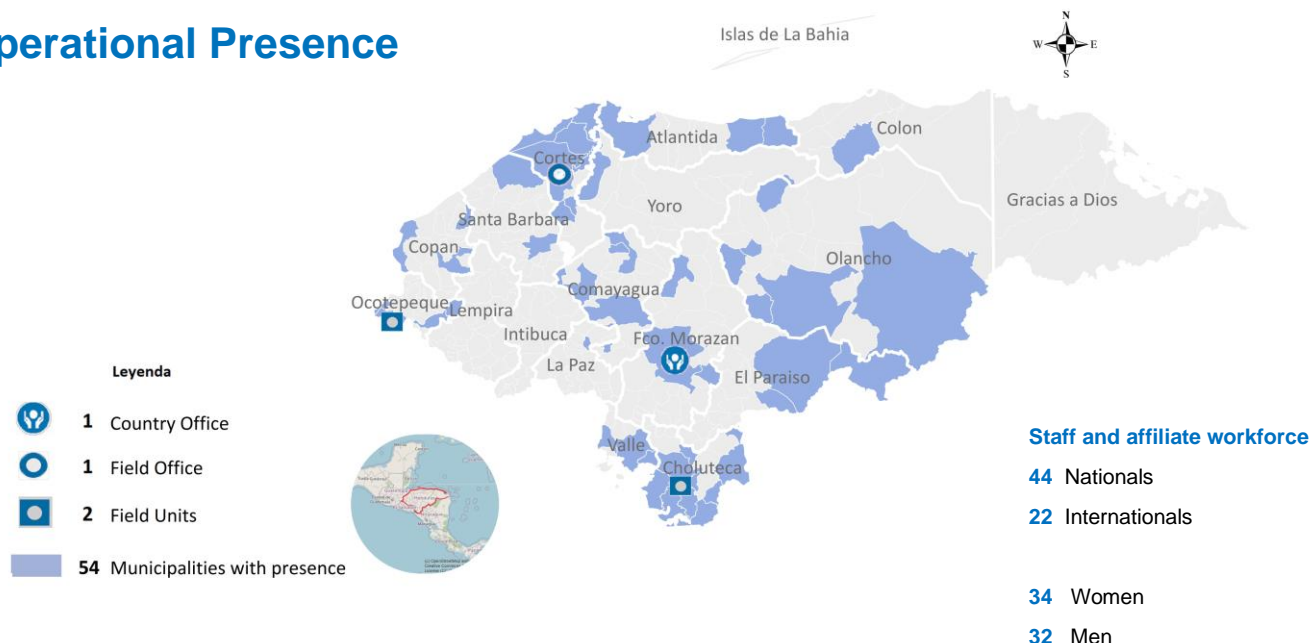 perational Presence
Islas de La Bahia
N
W E
S
Atlantida
Colon
Cortes
Gracias a Dios
Yoro
Santa Barbara
Copan
Olancho
Comayagua
Ocotepeque
Lempira
Intibuca
Fco. Morazan
La Paz
El Paraiso
Valle
Choluteca
Leyenda
1 Country Office
1 Field Office
2 Field Units
54 Municipalities with presence
Staff and affiliate workforce
44 Nationals
22 Internationals
34 Women
32 Men